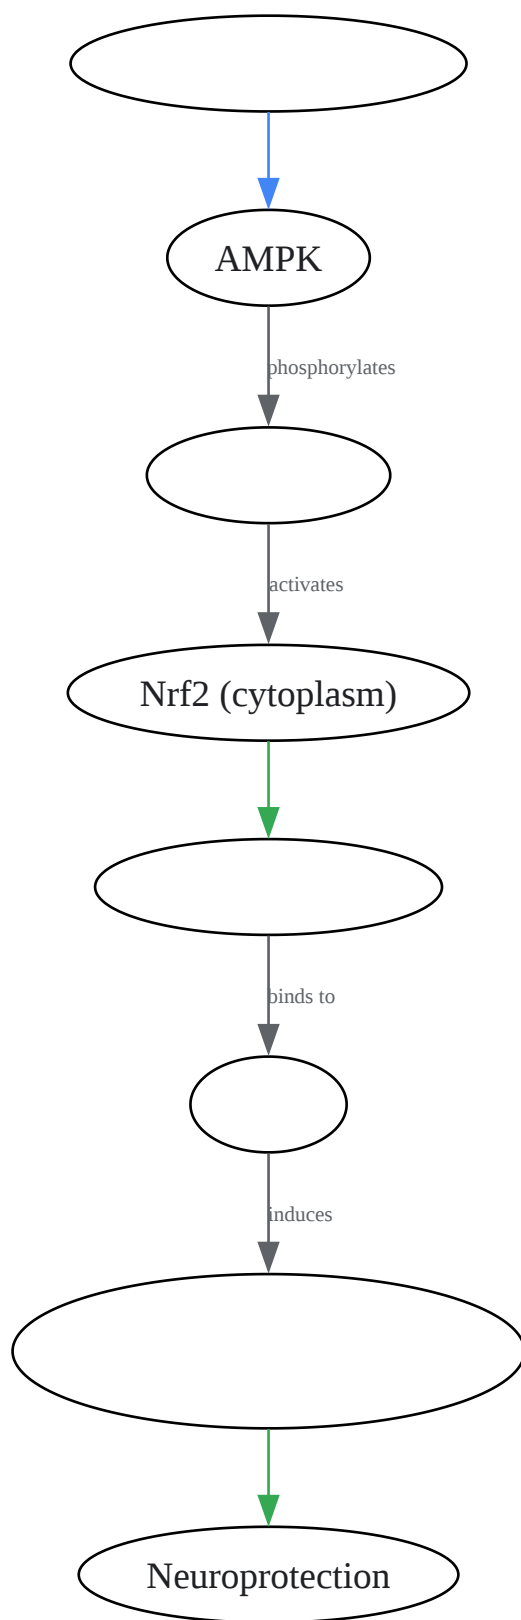 AMPK
phosphorylates
activates
Nrf2 (cytoplasm)
binds to
induces
Neuroprotection